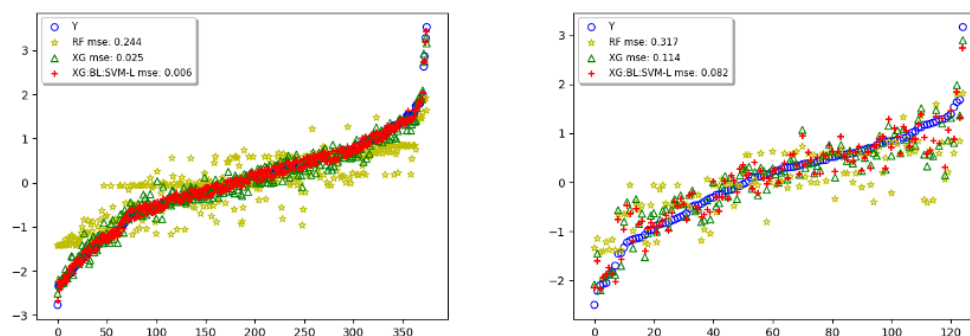 Y
RF mse: 0.244
XG mse: 0.025
XG:BL:SVM-L mse: 0.006
3
2
1
0
−1
−2
−3
0 50 100 150 200 250 300 350
Y
RF mse: 0.317
XG mse: 0.114
XG:BL:SVM-L mse: 0.082
3
2
1
0
−1
−2
0 20 40 60 80 100 120